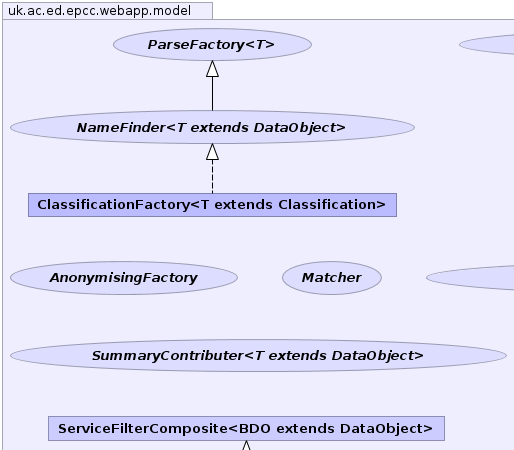 uk.ac.ed.epcc.webapp.model
ParseFactory<T>
NameFinder<T extends DataObject>
ClassificationFactory<T extends Classification>
AnonymisingFactory
Matcher
SummaryContributer<T extends DataObject>
ServiceFilterComposite<BDO extends DataObject>